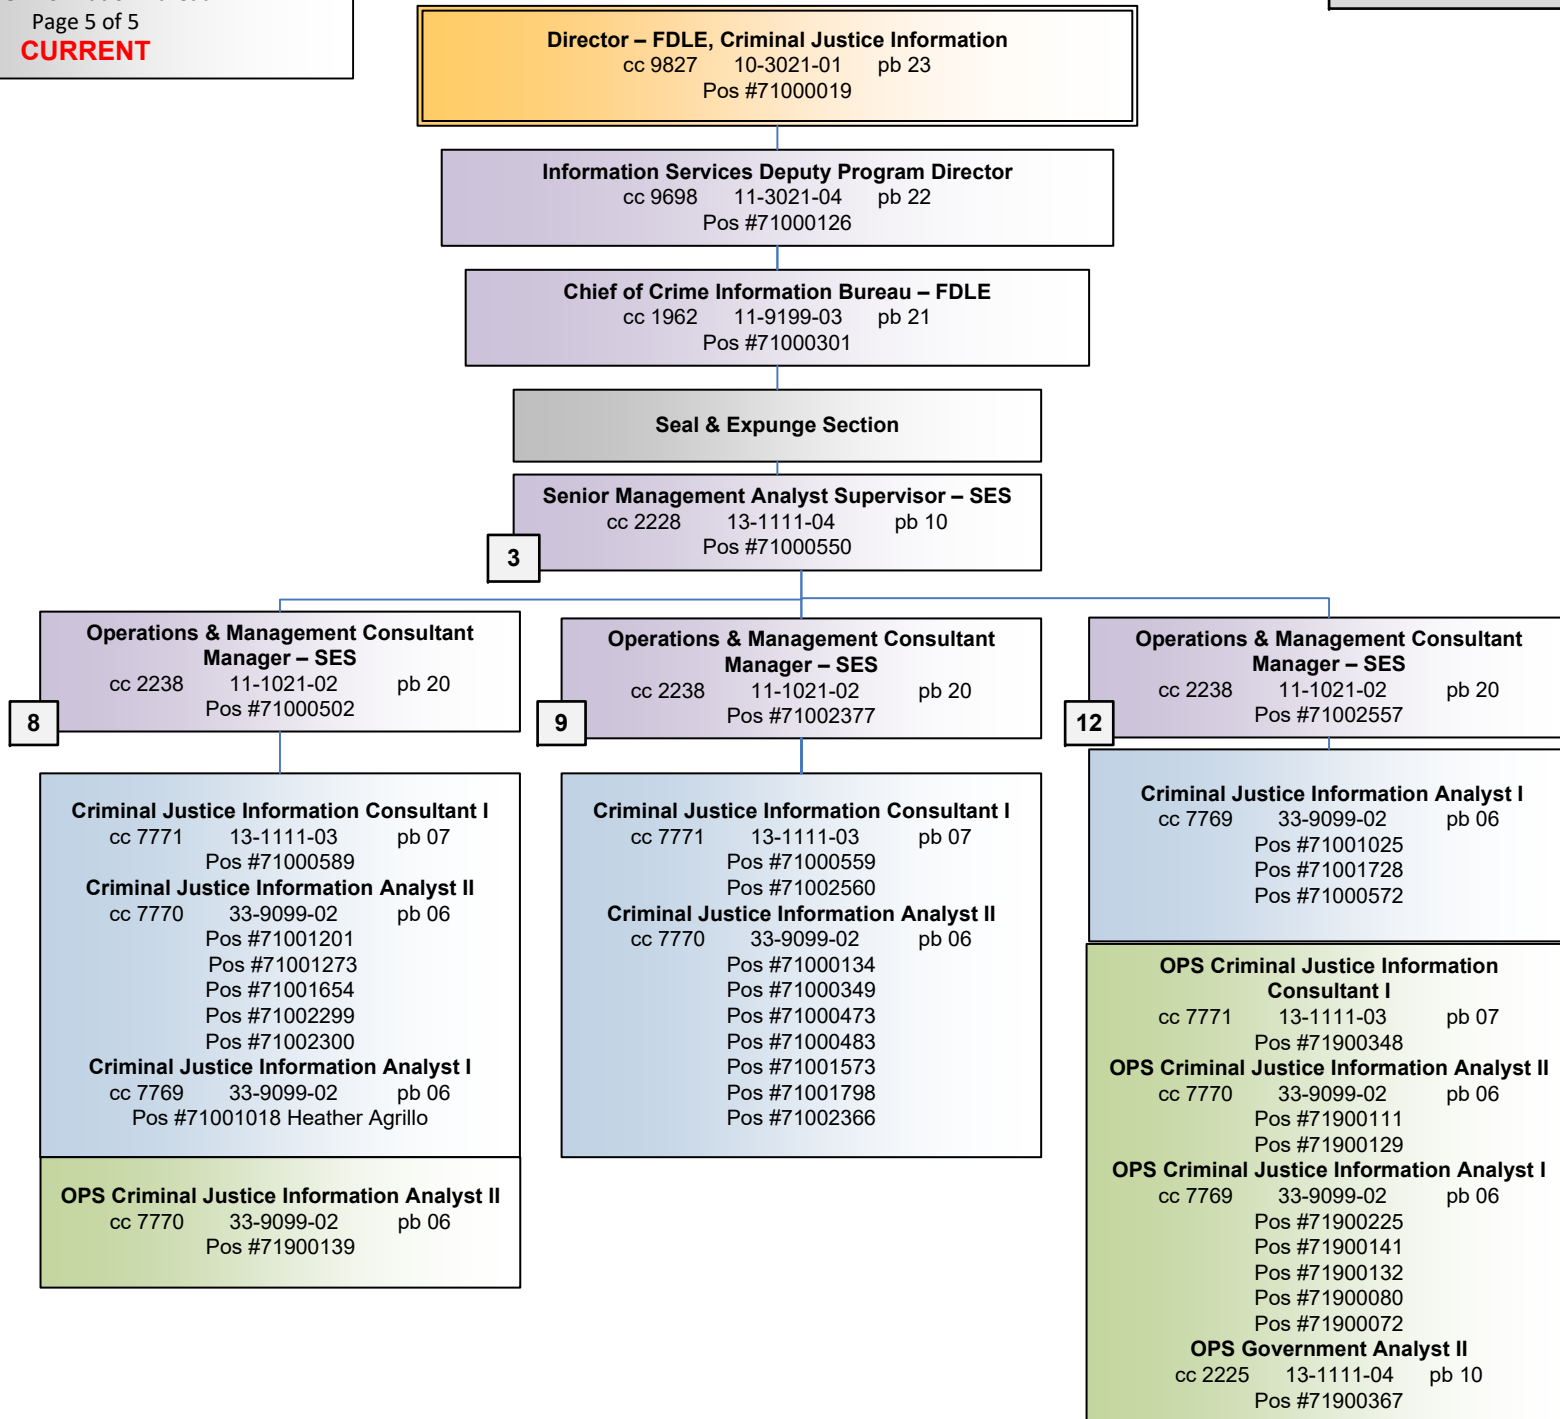 Page 5 of 5
CURRENT
Director – FDLE, Criminal Justice Information
cc 9827 10-3021-01 pb 23
Pos #71000019
Information Services Deputy Program Director
cc 9698 11-3021-04 pb 22
Pos #71000126
Chief of Crime Information Bureau – FDLE
cc 1962 11-9199-03 pb 21
Pos #71000301
Seal & Expunge Section
Senior Management Analyst Supervisor – SES
cc 2228 13-1111-04 pb 10
Pos #71000550
3
Operations & Management Consultant
Manager – SES
cc 2238 11-1021-02 pb 20
Pos #71000502
8
Criminal Justice Information Consultant I
cc 7771 13-1111-03 pb 07
Pos #71000589
Criminal Justice Information Analyst II
cc 7770 33-9099-02 pb 06
Pos #71001201
Pos #71001273
Pos #71001654
Pos #71002299
Pos #71002300
Criminal Justice Information Analyst I
cc 7769 33-9099-02 pb 06
Pos #71001018 Heather Agrillo
OPS Criminal Justice Information Analyst II
cc 7770 33-9099-02 pb 06
Pos #71900139
Operations & Management Consultant
Manager – SES
cc 2238 11-1021-02 pb 20
Pos #71002377
9
Criminal Justice Information Consultant I
cc 7771 13-1111-03 pb 07
Pos #71000559
Pos #71002560
Criminal Justice Information Analyst II
cc 7770 33-9099-02 pb 06
Pos #71000134
Pos #71000349
Pos #71000473
Pos #71000483
Pos #71001573
Pos #71001798
Pos #71002366
Operations & Management Consultant
Manager – SES
cc 2238 11-1021-02 pb 20
Pos #71002557
12
Criminal Justice Information Analyst I
cc 7769 33-9099-02 pb 06
Pos #71001025
Pos #71001728
Pos #71000572
OPS Criminal Justice Information
Consultant I
cc 7771 13-1111-03 pb 07
Pos #71900348
OPS Criminal Justice Information Analyst II
cc 7770 33-9099-02 pb 06
Pos #71900111
Pos #71900129
OPS Criminal Justice Information Analyst I
cc 7769 33-9099-02 pb 06
Pos #71900225
Pos #71900141
Pos #71900132
Pos #71900080
Pos #71900072
OPS Government Analyst II
cc 2225 13-1111-04 pb 10
Pos #71900367